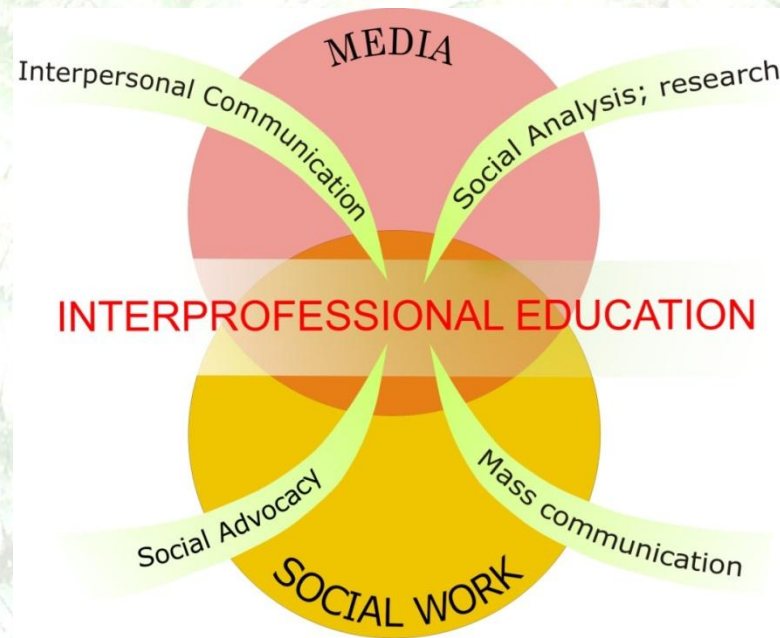 MEDIA
Interpersonal Communication
Social Analysis; research
INTERPROFESSIONAL EDUCATION
Social Advocacy
Mass communication
SOCIAL WORK